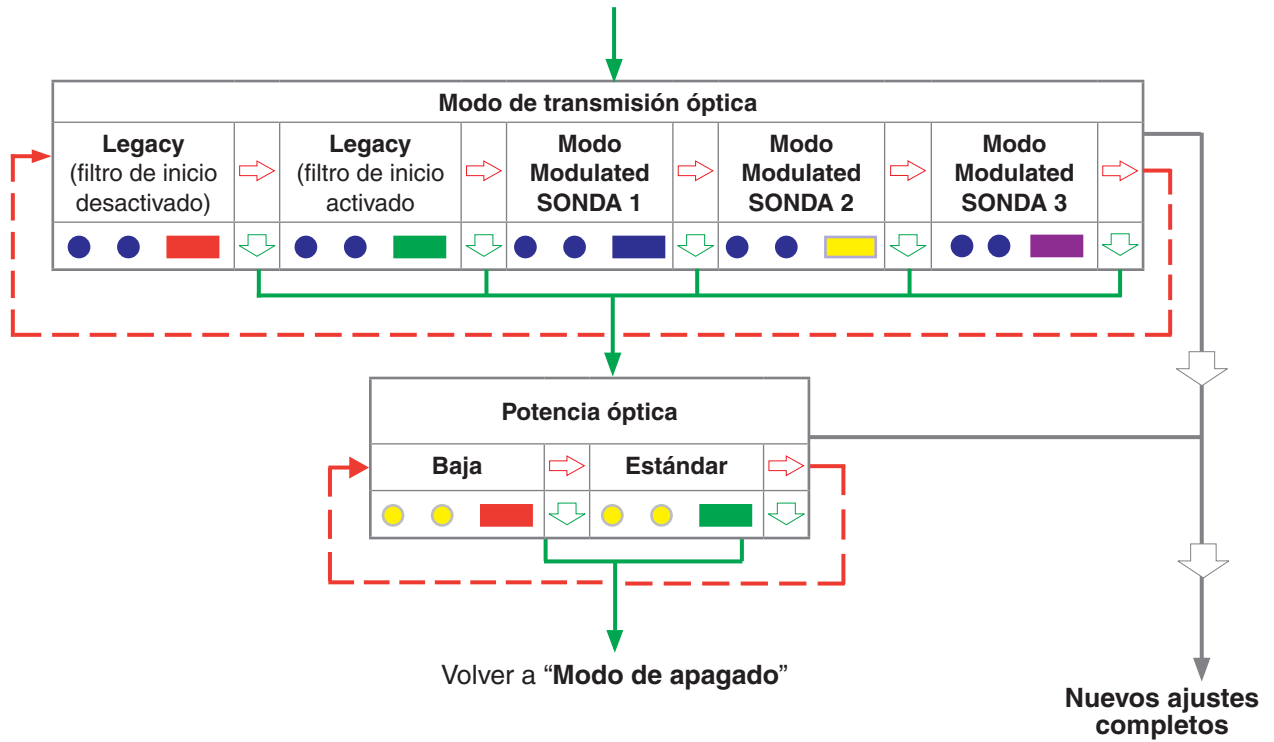 Modo de transmisión óptica
Legacy
(filtro de inicio
desactivado)
Legacy
(filtro de inicio
activado
Modo
Modulated
SONDA 1
Modo
Modulated
SONDA 2
Modo
Modulated
SONDA 3
Potencia óptica
Baja
Estándar
Volver a “Modo de apagado”
Nuevos ajustes
completos